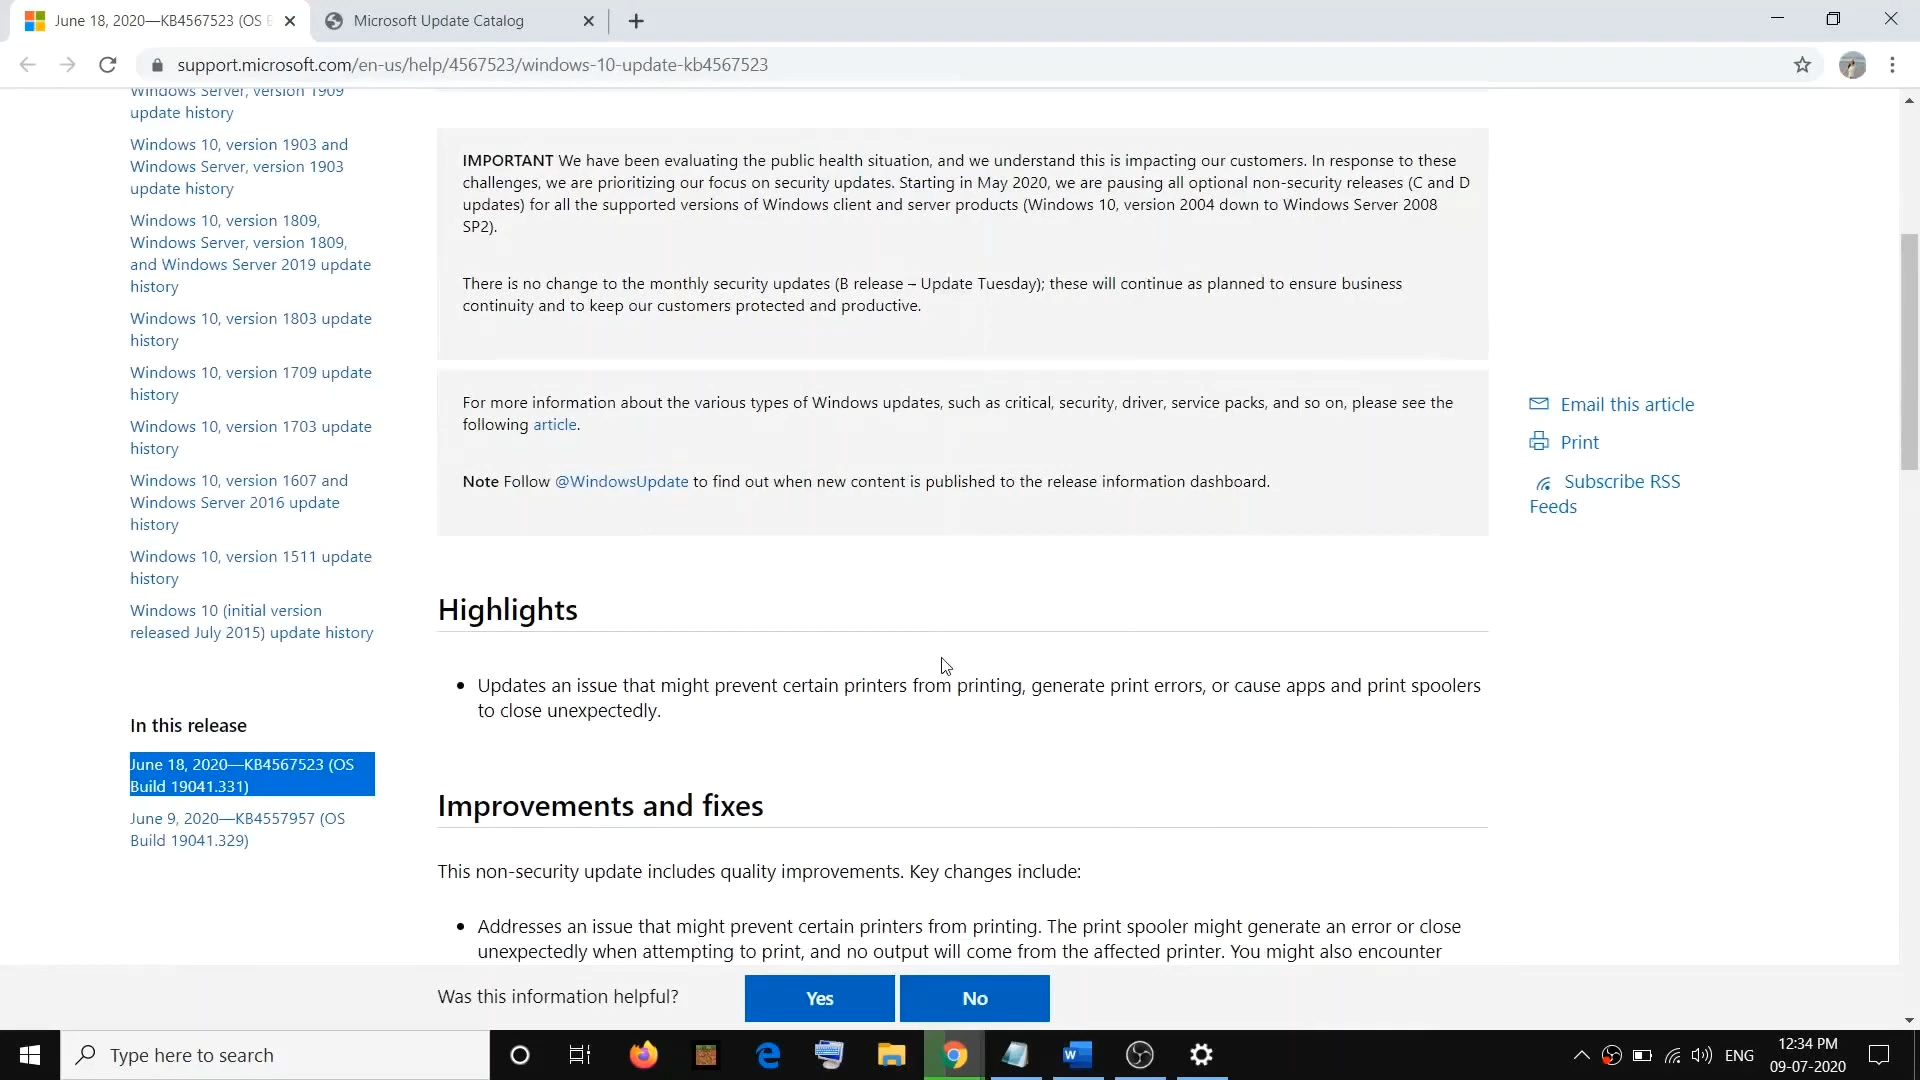 June 18, 2020—KB4567523 (OS B
Microsoft Update Catalog
support.microsoft.com/en-us/help/4567523/windows-10-update-kb4567523
Windows Server, version 1909
update history
Windows 10, version 1903 and
Windows Server, version 1903
update history
Windows 10, version 1809,
Windows Server, version 1809,
and Windows Server 2019 update
history
Windows 10, version 1803 update
history
Windows 10, version 1709 update
history
Windows 10, version 1703 update
history
Windows 10, version 1607 and
Windows Server 2016 update
history
Windows 10, version 1511 update
history
Windows 10 (initial version
released July 2015) update history
In this release
June 18, 2020—KB4567523 (OS
Build 19041.331)
June 9, 2020—KB4557957 (OS
Build 19041.329)
IMPORTANT We have been evaluating the public health situation, and we understand this is impacting our customers. In response to these
challenges, we are prioritizing our focus on security updates. Starting in May 2020, we are pausing all optional non-security releases (C and D
updates) for all the supported versions of Windows client and server products (Windows 10, version 2004 down to Windows Server 2008
SP2).
There is no change to the monthly security updates (B release – Update Tuesday); these will continue as planned to ensure business
continuity and to keep our customers protected and productive.
For more information about the various types of Windows updates, such as critical, security, driver, service packs, and so on, please see the
following article.
Note Follow @WindowsUpdate to find out when new content is published to the release information dashboard.
Highlights
• Updates an issue that might prevent certain printers from printing, generate print errors, or cause apps and print spoolers
to close unexpectedly.
Improvements and fixes
This non-security update includes quality improvements. Key changes include:
• Addresses an issue that might prevent certain printers from printing. The print spooler might generate an error or close
unexpectedly when attempting to print, and no output will come from the affected printer. You might also encounter
Email this article
Print
Subscribe RSS
Feeds
Was this information helpful?
Yes
No
Type here to search
ENG
12:34 PM
09-07-2020